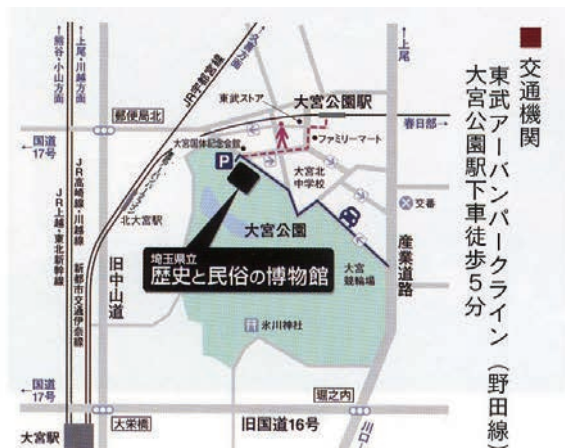 ■交通機関
東武アーバンパークライン（野田線）
大宮公園駅下車徒歩5分
←熊谷・小山方面
←上尾・川越方面
JR宇都宮線
←久喜方面
↑上尾
東武ストア
大宮公園駅
郵便局北
春日部→
←国道17号
大宮国体記念会館
ファミリーマート
P
大宮北中学校
JR高崎線・川越線
JR上越・東北新幹線
新都市交通伊奈線
北大宮駅
交番
大宮公園
産業道路
埼玉県立
歴史と民俗の博物館
大宮競輪場
旧中山道
氷川神社
←国道17号
堀之内
大栄橋
旧国道16号
大宮駅
川口